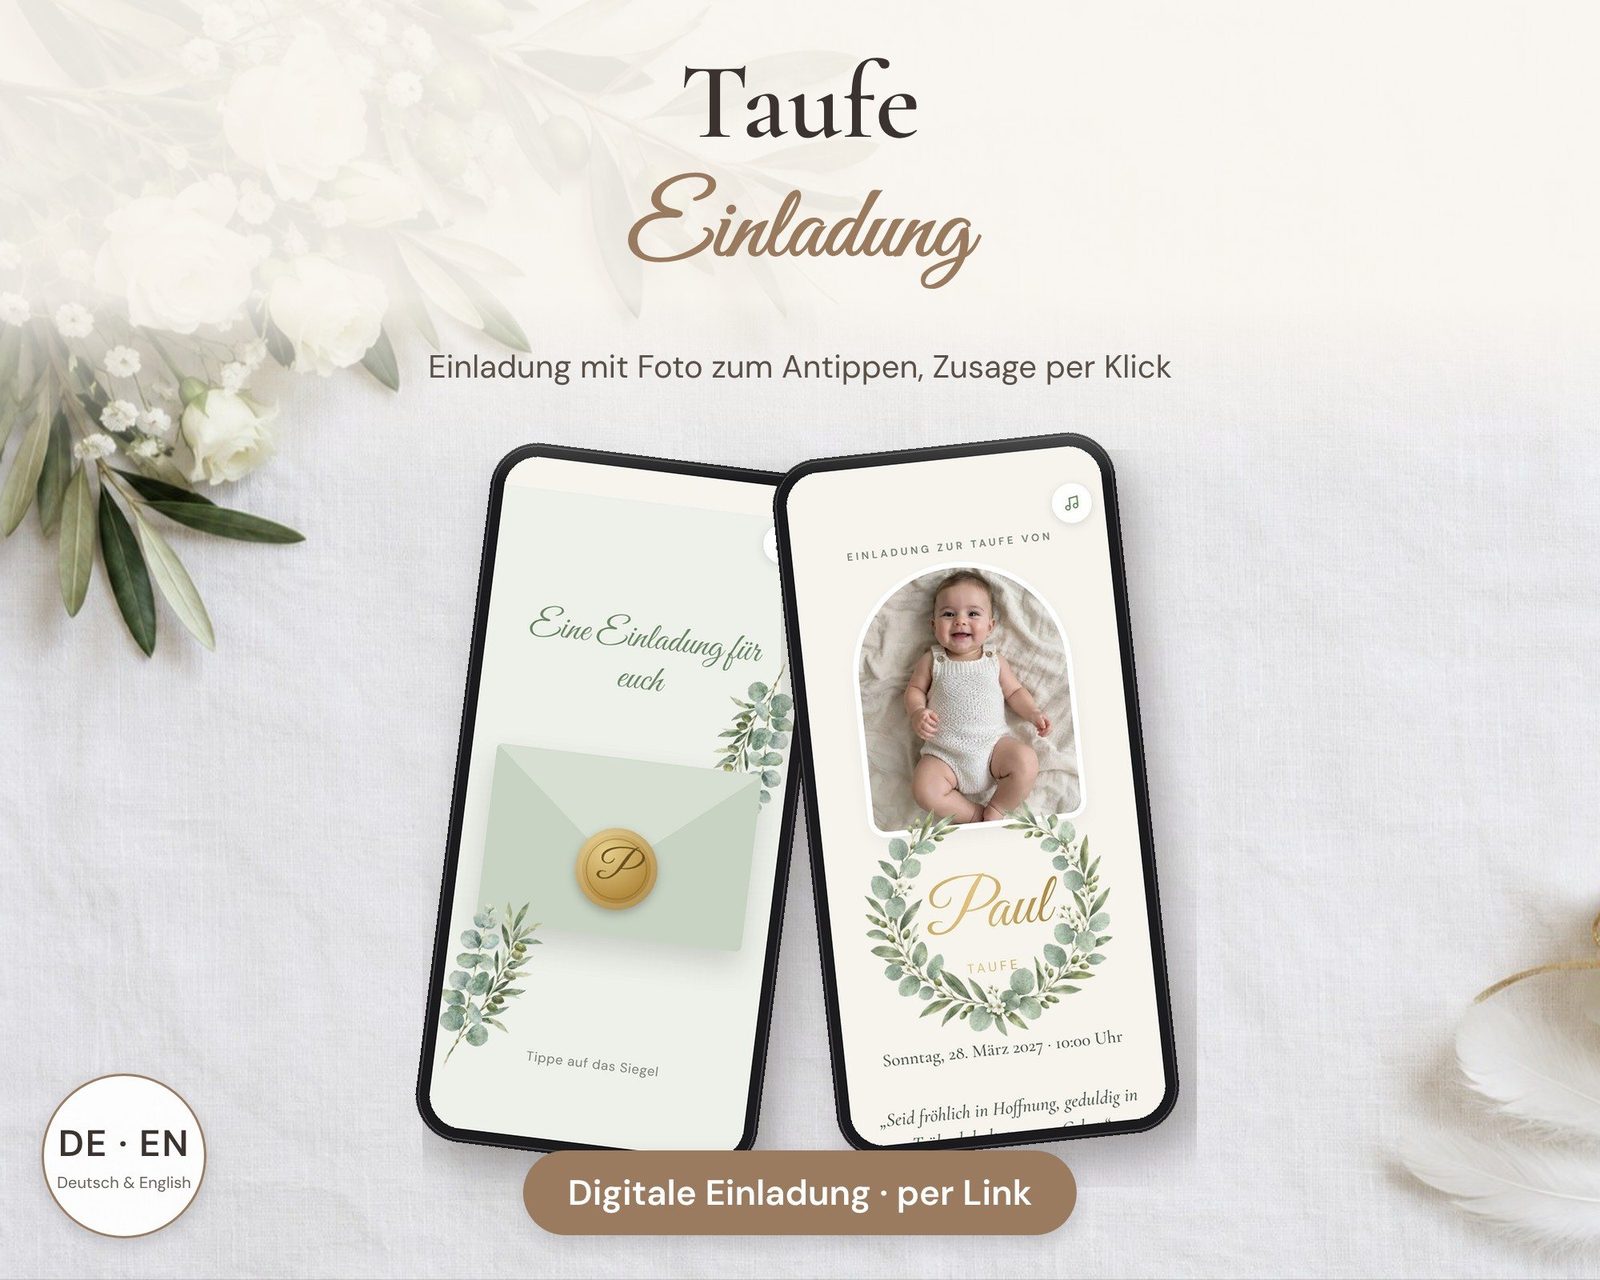 Taufe
Einladung
Einladung mit Foto zum Antippen, Zusage per Klick
Eine Einladung für
euch
P
Tippe auf das Siegel
EINLADUNG ZUR TAUFE VON
Paul
TAUFE
Sonntag, 28. März 2027 · 10:00 Uhr
„Seid fröhlich in Hoffnung, geduldig in
DE · EN
Deutsch & English
Digitale Einladung · per Link